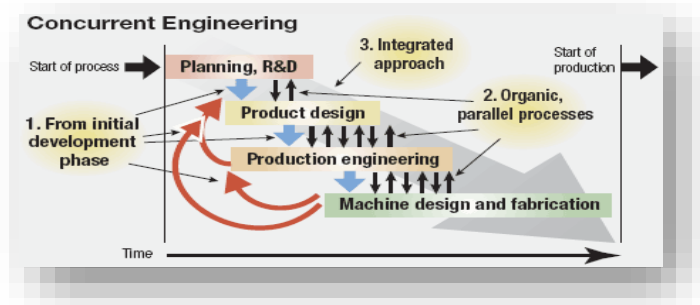 Concurrent Engineering
Start of process
Planning, R&D
3. Integrated
approach
Start of
production
1. From initial
development
phase
Product design
2. Organic,
parallel processes
Production engineering
Machine design and fabrication
Time